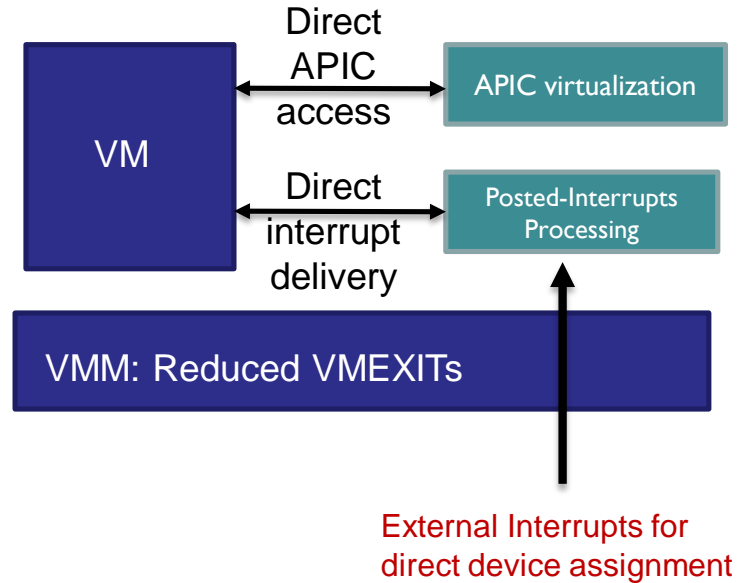 Direct
APIC
access
APIC virtualization
VM
Direct
interrupt
delivery
Posted-Interrupts
Processing
VMM: Reduced VMEXITs
External Interrupts for
direct device assignment